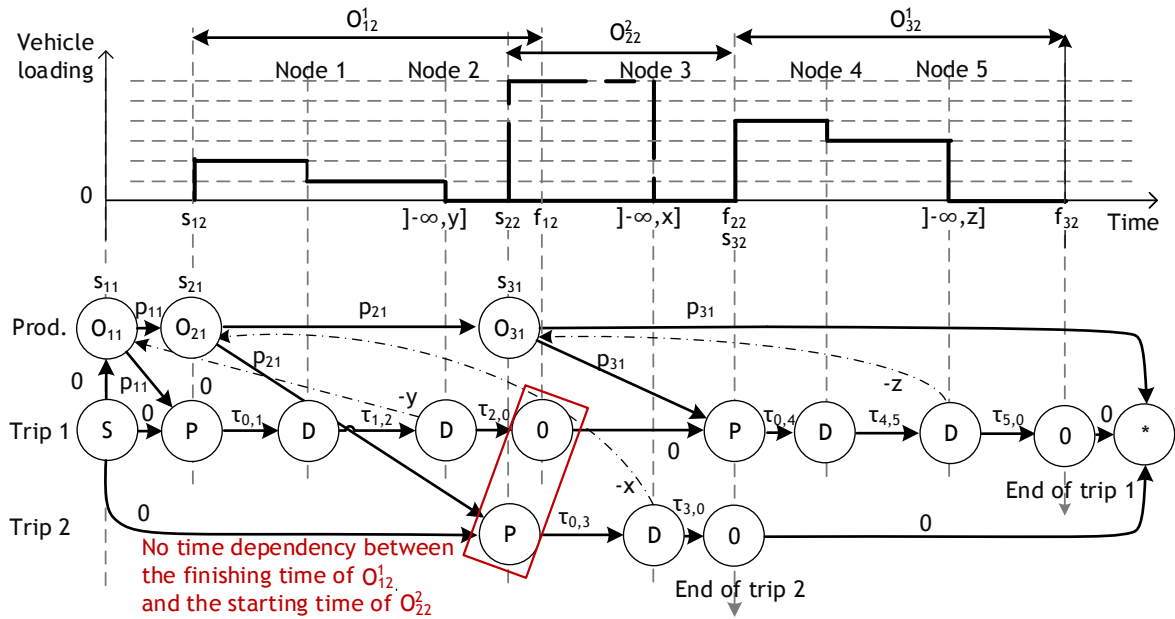 O¹₁₂ O²₂₂ O¹₃₂
Vehicle
loading
Node 1 Node 2 Node 3 Node 4 Node 5
0
s₁₂ ]-∞,y] s₂₂ f₁₂ ]-∞,x] f₂₂ ]-∞,z] f₃₂ Time
s₃₂
s₁₁ s₂₁ s₃₁
Prod. O₁₁ p₁₁ O₂₁ p₂₁ O₃₁ p₃₁
0 p₁₁ 0 p₂₁ p₃₁
-y -z
Trip 1 S 0 P τ₀,₁ D τ₁,₂ D τ₂,₀ 0 0 P τ₀,₄ D τ₄,₅ D τ₅,₀ 0 0 *
End of trip 1
-x
Trip 2 0 P τ₀,₃ D τ₃,₀ 0 0
No time dependency between
the finishing time of O¹₁₂
and the starting time of O²₂₂
End of trip 2